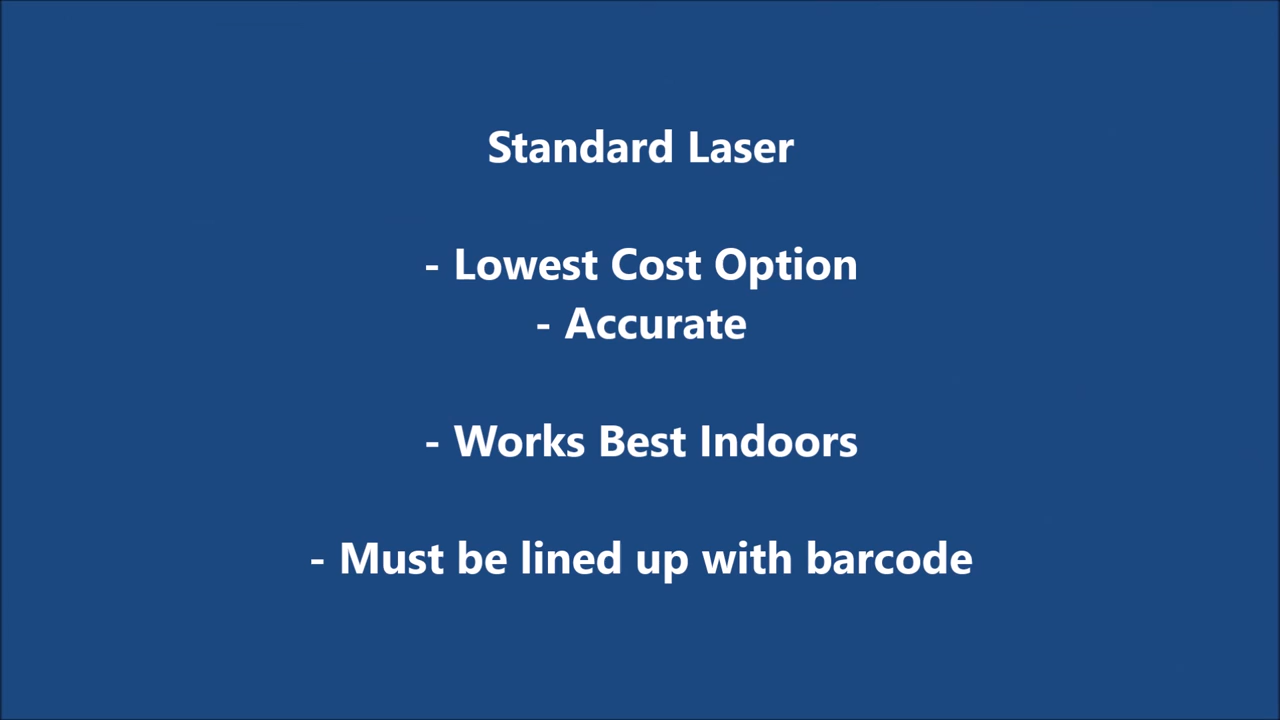 Standard Laser
- Lowest Cost Option
- Accurate
- Works Best Indoors
- Must be lined up with barcode